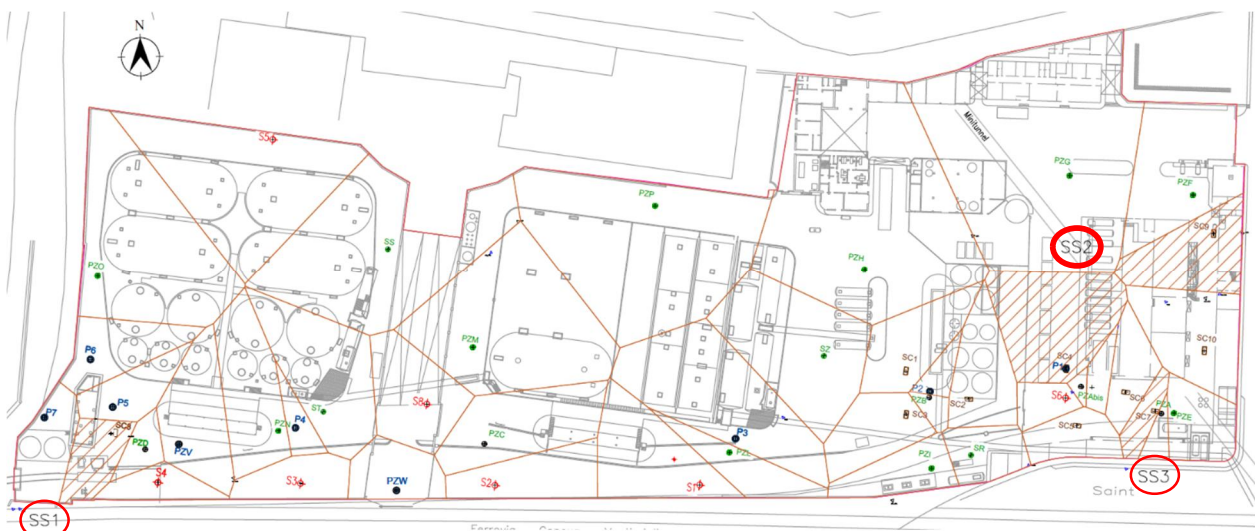 N
S5
Minitunnel
PZG
PZF
PZP
SC9
SS
SS2
PZO
PZH
PZM
SZ
SC10
P6
SC1
SC4
P2
PZB
PZAbis
P5
S8
S6
SC6
P7
ST
SC3
SC2
SC7
PZA
PZE
P4
PZN
SC5
PZD
PZV
PZC
P3
SR
PZI
S4
S3
PZW
S2
S1
SS3
Saint
SS1